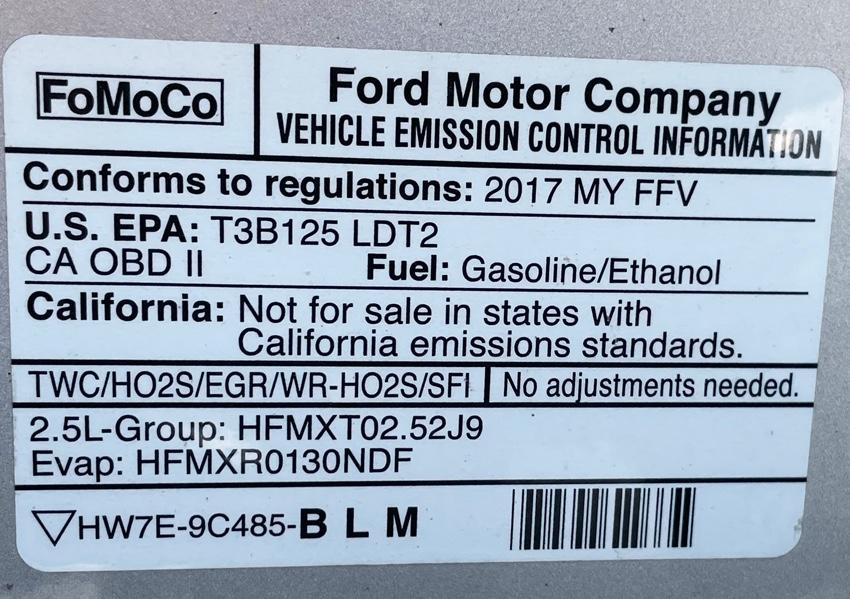 FoMoCo
Ford Motor Company
VEHICLE EMISSION CONTROL INFORMATION
Conforms to regulations: 2017 MY FFV
U.S. EPA: T3B125 LDT2
CA OBD II Fuel: Gasoline/Ethanol
California: Not for sale in states with
California emissions standards.
TWC/HO2S/EGR/WR-HO2S/SFI No adjustments needed.
2.5L-Group: HFMXT02.52J9
Evap: HFMXR0130NDF
HW7E-9C485-B L M